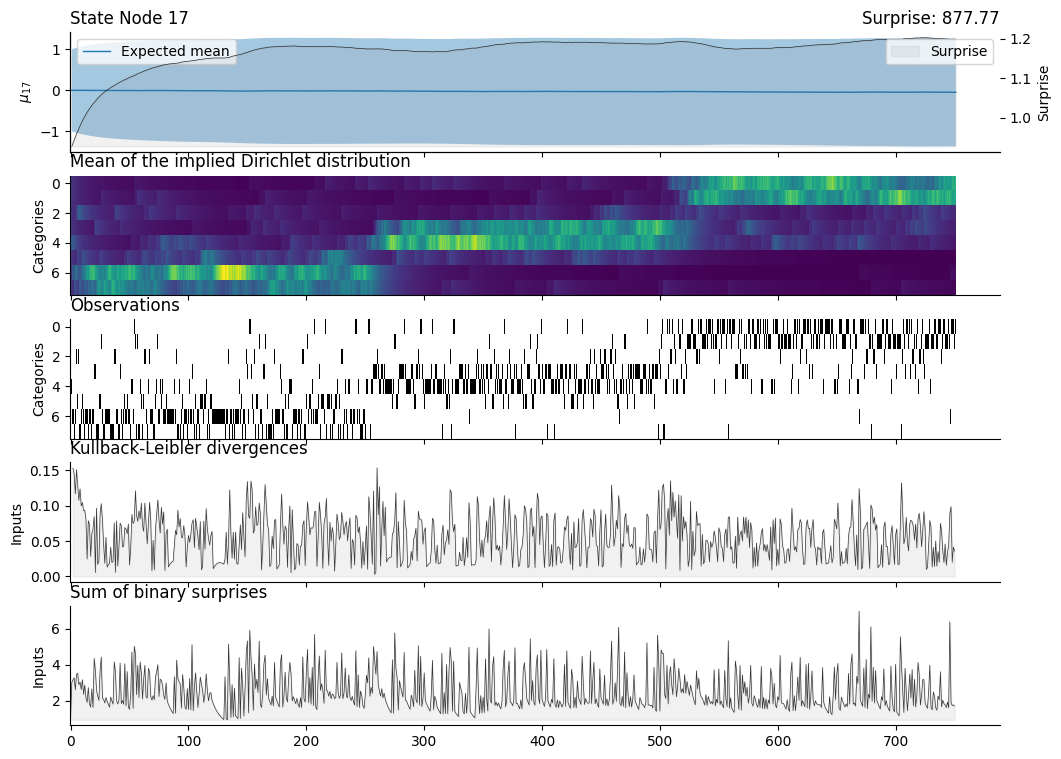 State Node 17
Surprise: 877.77
Expected mean
Surprise
1
0
−1
μ17
1.2
1.1
1.0
Surprise
Mean of the implied Dirichlet distribution
0
2
4
6
Categories
Observations
0
2
4
6
Categories
Kullback-Leibler divergences
0.15
0.10
0.05
0.00
Inputs
Sum of binary surprises
6
4
2
Inputs
0 100 200 300 400 500 600 700